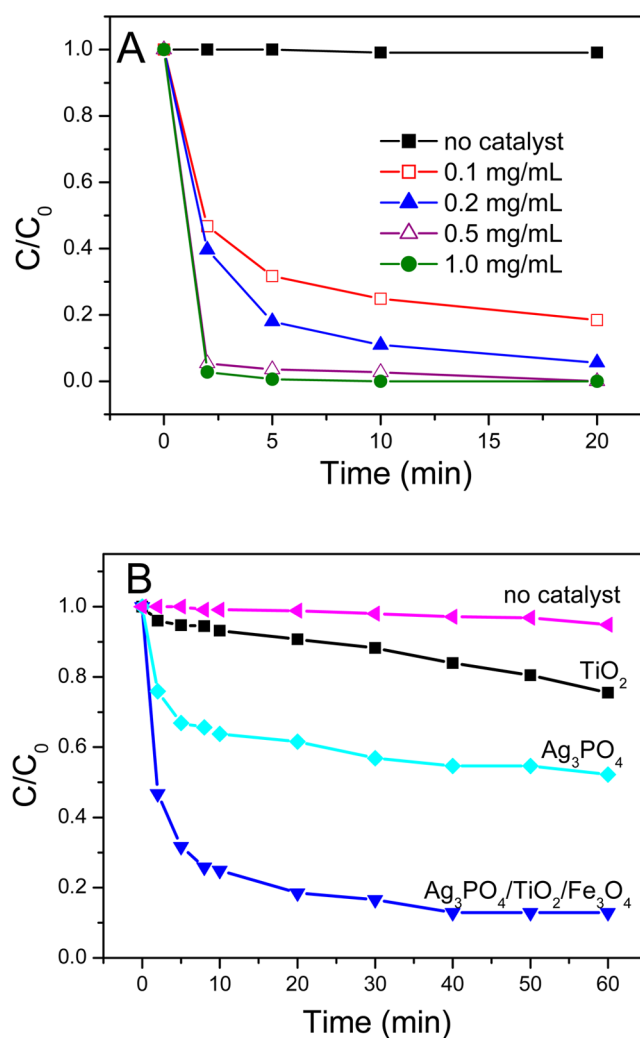 A
1.0
0.8
0.6
0.4
0.2
0.0
C/C₀
no catalyst
0.1 mg/mL
0.2 mg/mL
0.5 mg/mL
1.0 mg/mL
0 5 10 15 20
Time (min)
B
1.0
0.8
0.6
0.4
0.2
0.0
C/C₀
no catalyst
TiO₂
Ag₃PO₄
Ag₃PO₄/TiO₂/Fe₃O₄
0 10 20 30 40 50 60
Time (min)